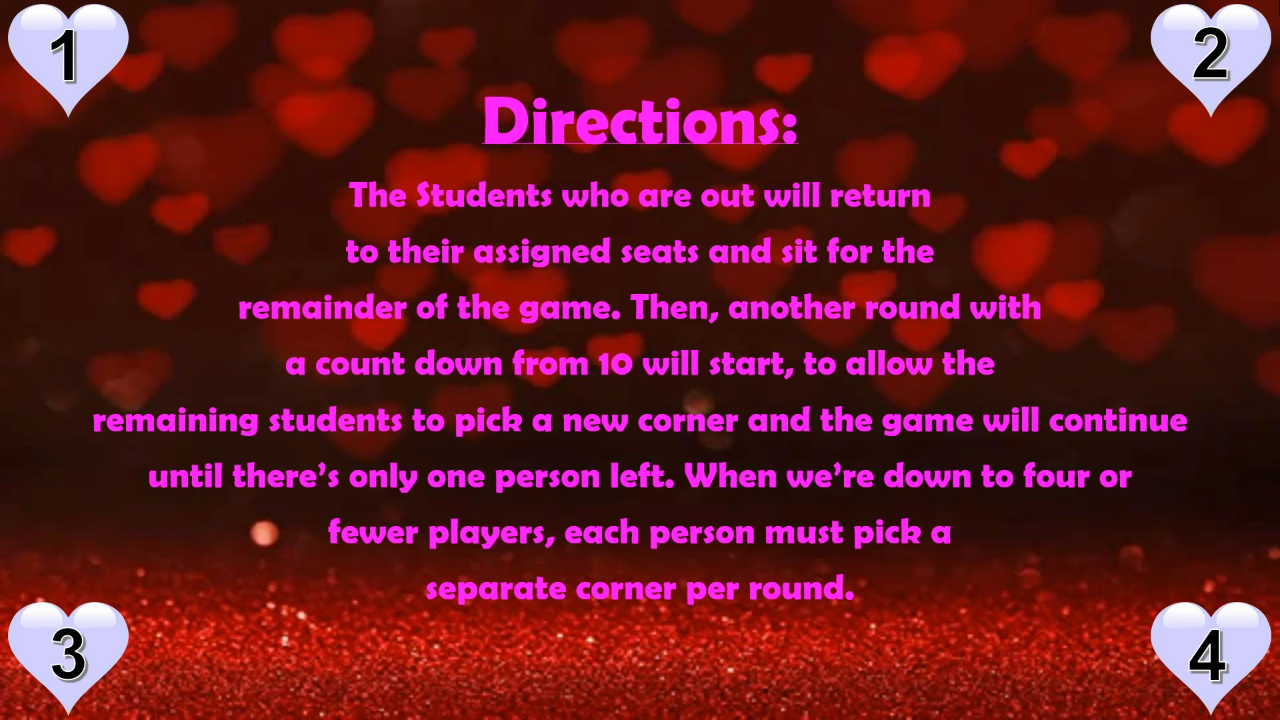 1
2
Directions:
The Students who are out will return
to their assigned seats and sit for the
remainder of the game. Then, another round with
a count down from 10 will start, to allow the
remaining students to pick a new corner and the game will continue
until there’s only one person left. When we’re down to four or
fewer players, each person must pick a
separate corner per round.
3
4